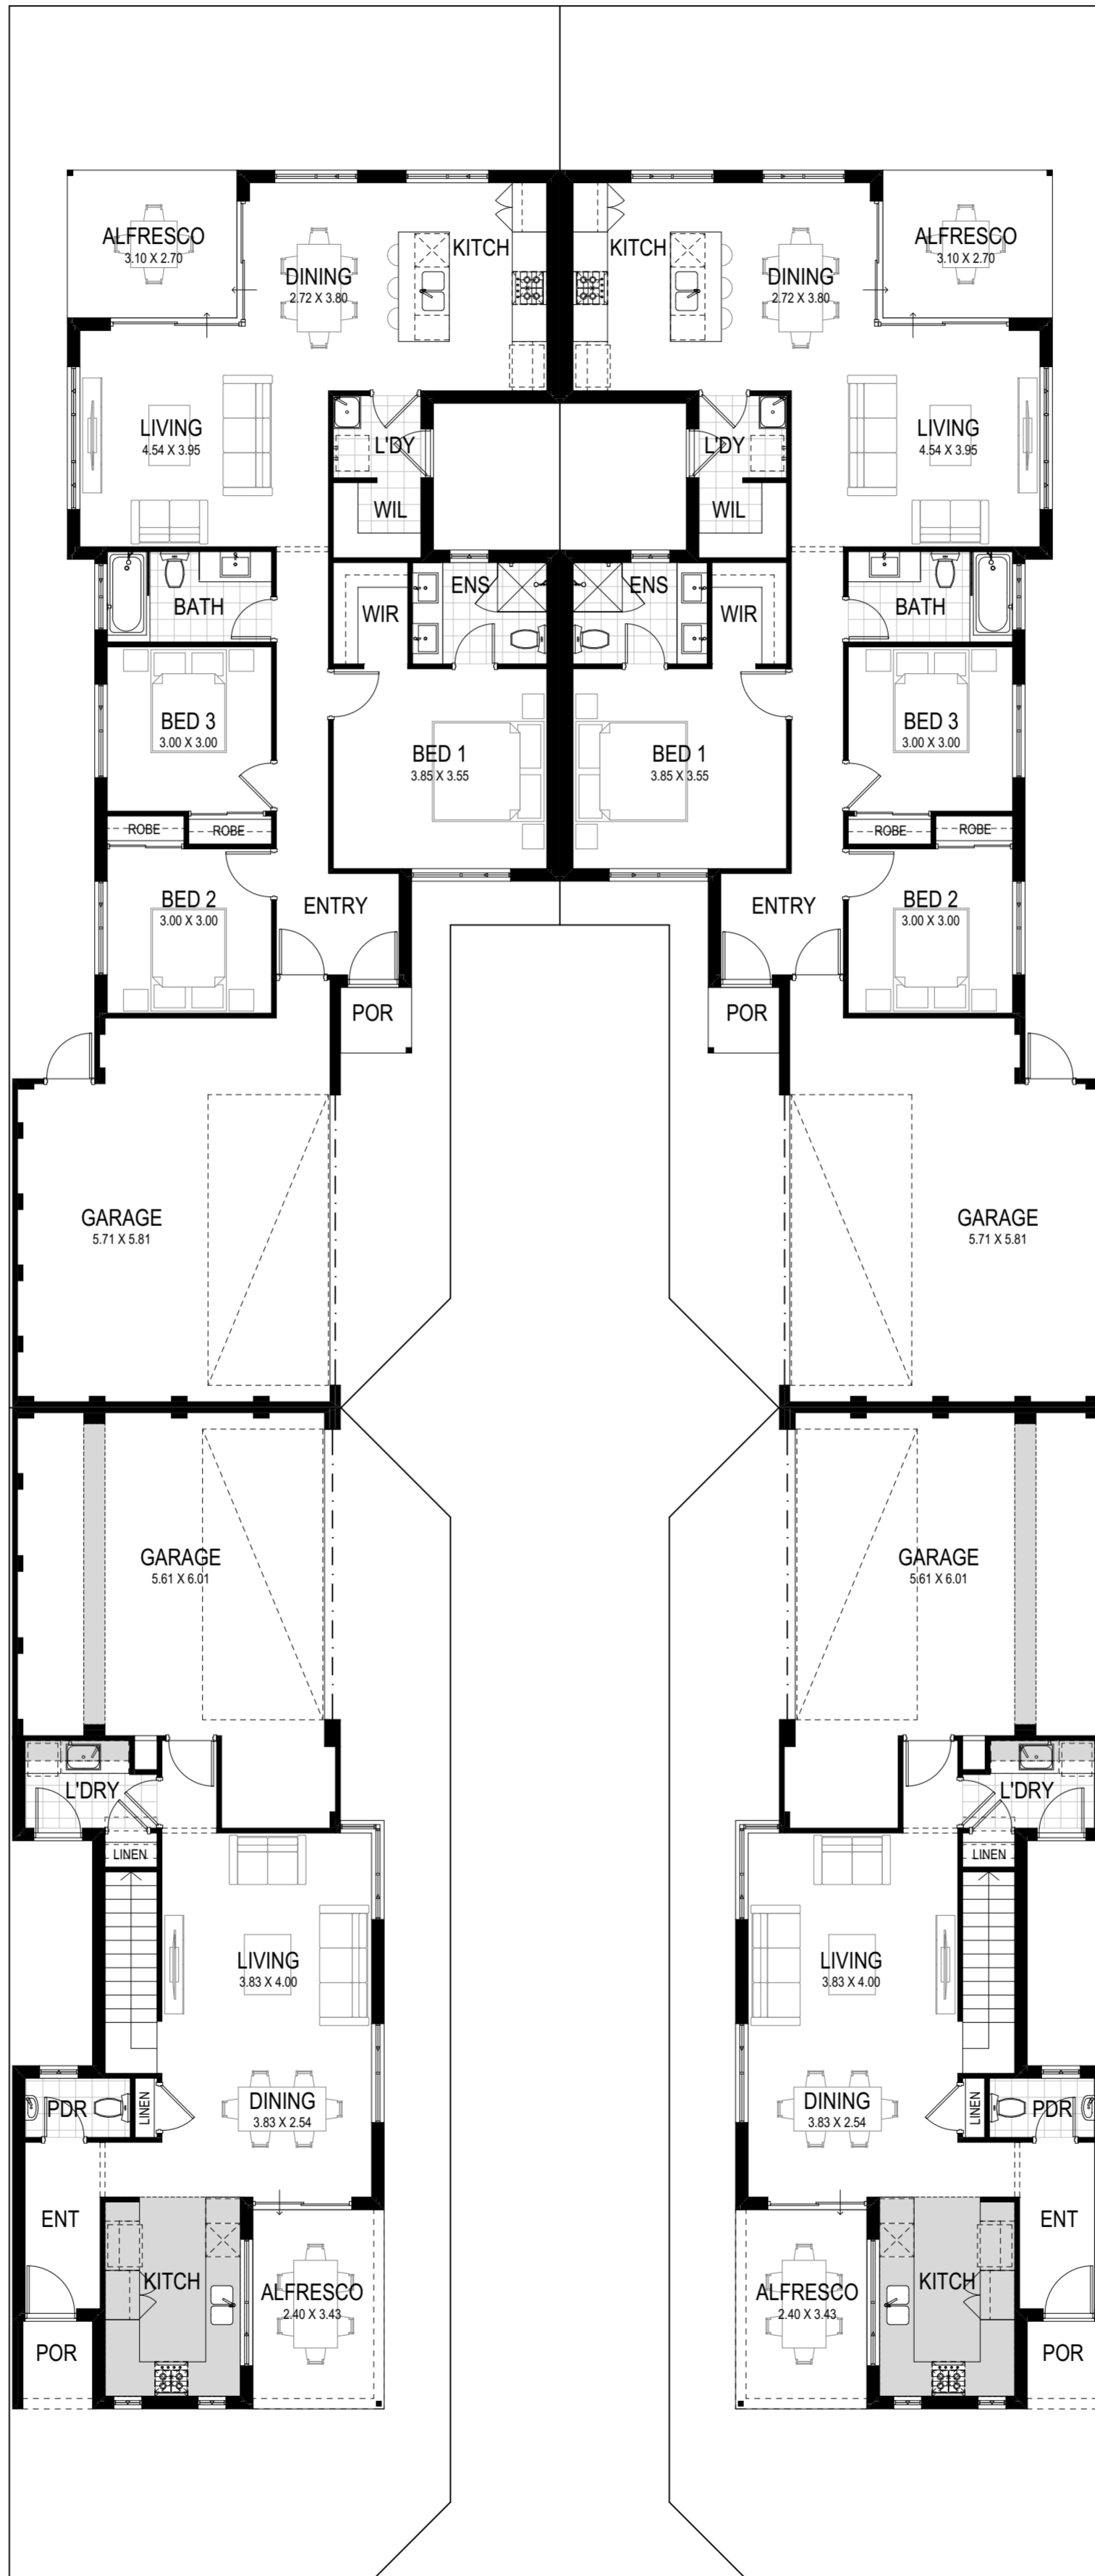 ALFRESCO
3.10 X 2.70
DINING
2.72 X 3.80
KITCH
KITCH
DINING
2.72 X 3.80
ALFRESCO
3.10 X 2.70
LIVING
4.54 X 3.95
L'DY
L'DY
LIVING
4.54 X 3.95
WIL
WIL
BATH
WIR
ENS
ENS
WIR
BATH
BED 3
3.00 X 3.00
BED 1
3.85 X 3.55
BED 1
3.85 X 3.55
BED 3
3.00 X 3.00
ROBE
ROBE
ROBE
ROBE
BED 2
3.00 X 3.00
ENTRY
ENTRY
BED 2
3.00 X 3.00
POR
POR
GARAGE
5.71 X 5.81
GARAGE
5.71 X 5.81
GARAGE
5.61 X 6.01
GARAGE
5.61 X 6.01
L'DRY
L'DRY
LINEN
LINEN
LIVING
3.83 X 4.00
LIVING
3.83 X 4.00
PDR
LINEN
DINING
3.83 X 2.54
DINING
3.83 X 2.54
LINEN
PDR
ENT
ENT
KITCH
ALFRESCO
2.40 X 3.43
ALFRESCO
2.40 X 3.43
KITCH
POR
POR